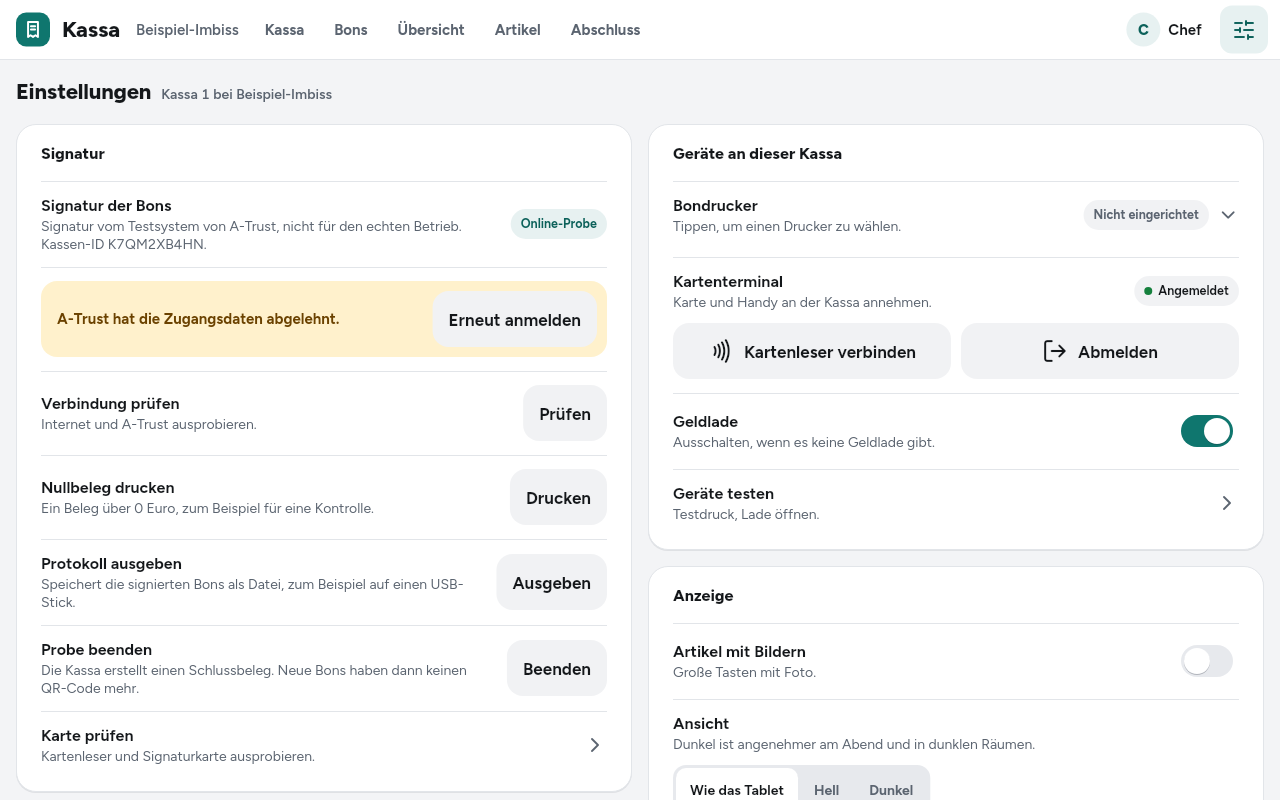 Kassa
Beispiel-Imbiss
Kassa
Bons
Übersicht
Artikel
Abschluss
C
Chef
Einstellungen
Kassa 1 bei Beispiel-Imbiss
Signatur
Signatur der Bons
Signatur vom Testsystem von A-Trust, nicht für den echten Betrieb.
Kassen-ID K7QM2XB4HN.
Online-Probe
A-Trust hat die Zugangsdaten abgelehnt.
Erneut anmelden
Verbindung prüfen
Internet und A-Trust ausprobieren.
Prüfen
Nullbeleg drucken
Ein Beleg über 0 Euro, zum Beispiel für eine Kontrolle.
Drucken
Protokoll ausgeben
Speichert die signierten Bons als Datei, zum Beispiel auf einen USB-
Stick.
Ausgeben
Probe beenden
Die Kassa erstellt einen Schlussbeleg. Neue Bons haben dann keinen
QR-Code mehr.
Beenden
Karte prüfen
Kartenleser und Signaturkarte ausprobieren.
Geräte an dieser Kassa
Bondrucker
Tippen, um einen Drucker zu wählen.
Nicht eingerichtet
Kartenterminal
Karte und Handy an der Kassa annehmen.
Angemeldet
Kartenleser verbinden
Abmelden
Geldlade
Ausschalten, wenn es keine Geldlade gibt.
Geräte testen
Testdruck, Lade öffnen.
Anzeige
Artikel mit Bildern
Große Tasten mit Foto.
Ansicht
Dunkel ist angenehmer am Abend und in dunklen Räumen.
Wie das Tablet
Hell
Dunkel